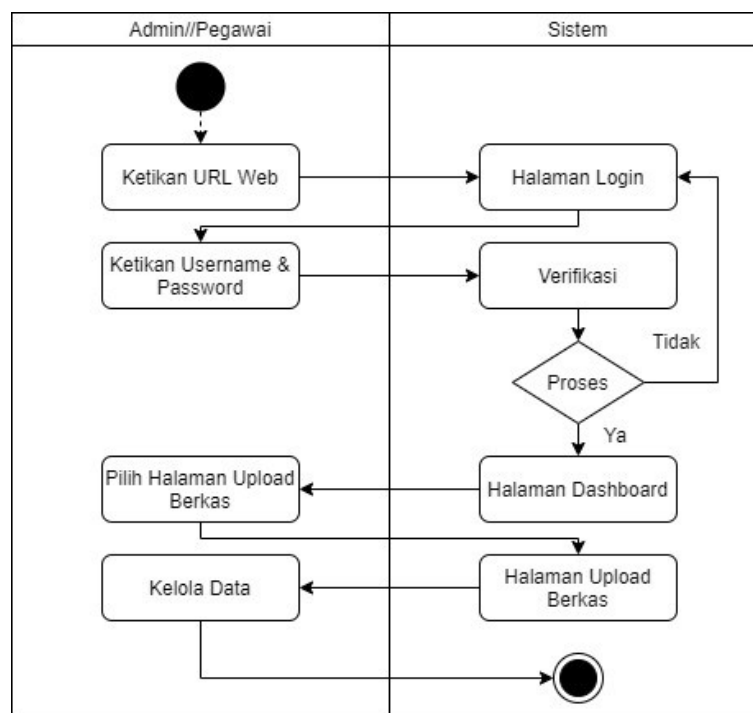 Admin//Pegawai
Sistem
Ketikan URL Web
Halaman Login
Ketikan Username &
Password
Verifikasi
Tidak
Proses
Ya
Pilih Halaman Upload
Berkas
Halaman Dashboard
Kelola Data
Halaman Upload
Berkas